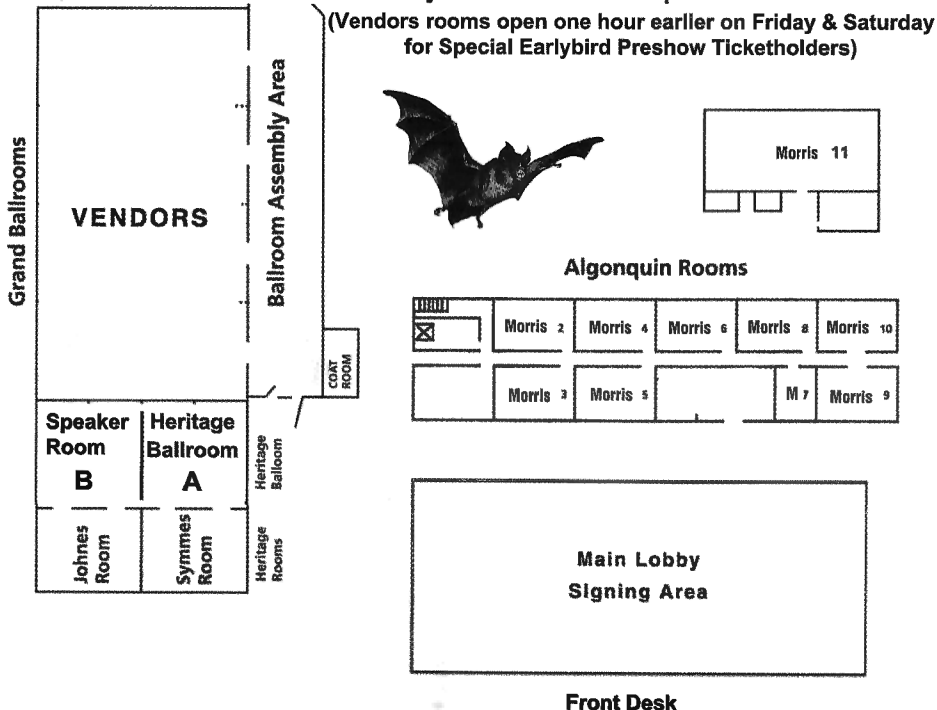 (Vendors rooms open one hour earlier on Friday & Saturday
for Special Earlybird Preshow Ticketholders)
Grand Ballrooms
VENDORS
Ballroom Assembly Area
COAT
ROOM
Speaker
Room
B
Heritage
Ballroom
A
Heritage
Balloom
Johnes
Room
Symmes
Room
Heritage
Rooms
Morris 11
Algonquin Rooms
Morris 2
Morris 4
Morris 6
Morris 8
Morris 10
Morris 3
Morris 5
M 7
Morris 9
Main Lobby
Signing Area
Front Desk